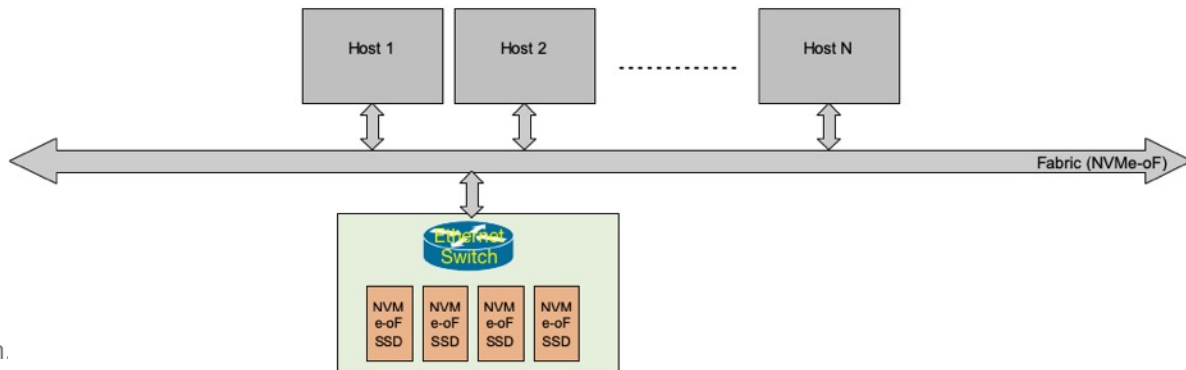 Host 1
Host 2
Host N
Fabric (NVMe-oF)
Ethernet
Switch
NVM
e-oF
SSD
NVM
e-oF
SSD
NVM
e-oF
SSD
NVM
e-oF
SSD